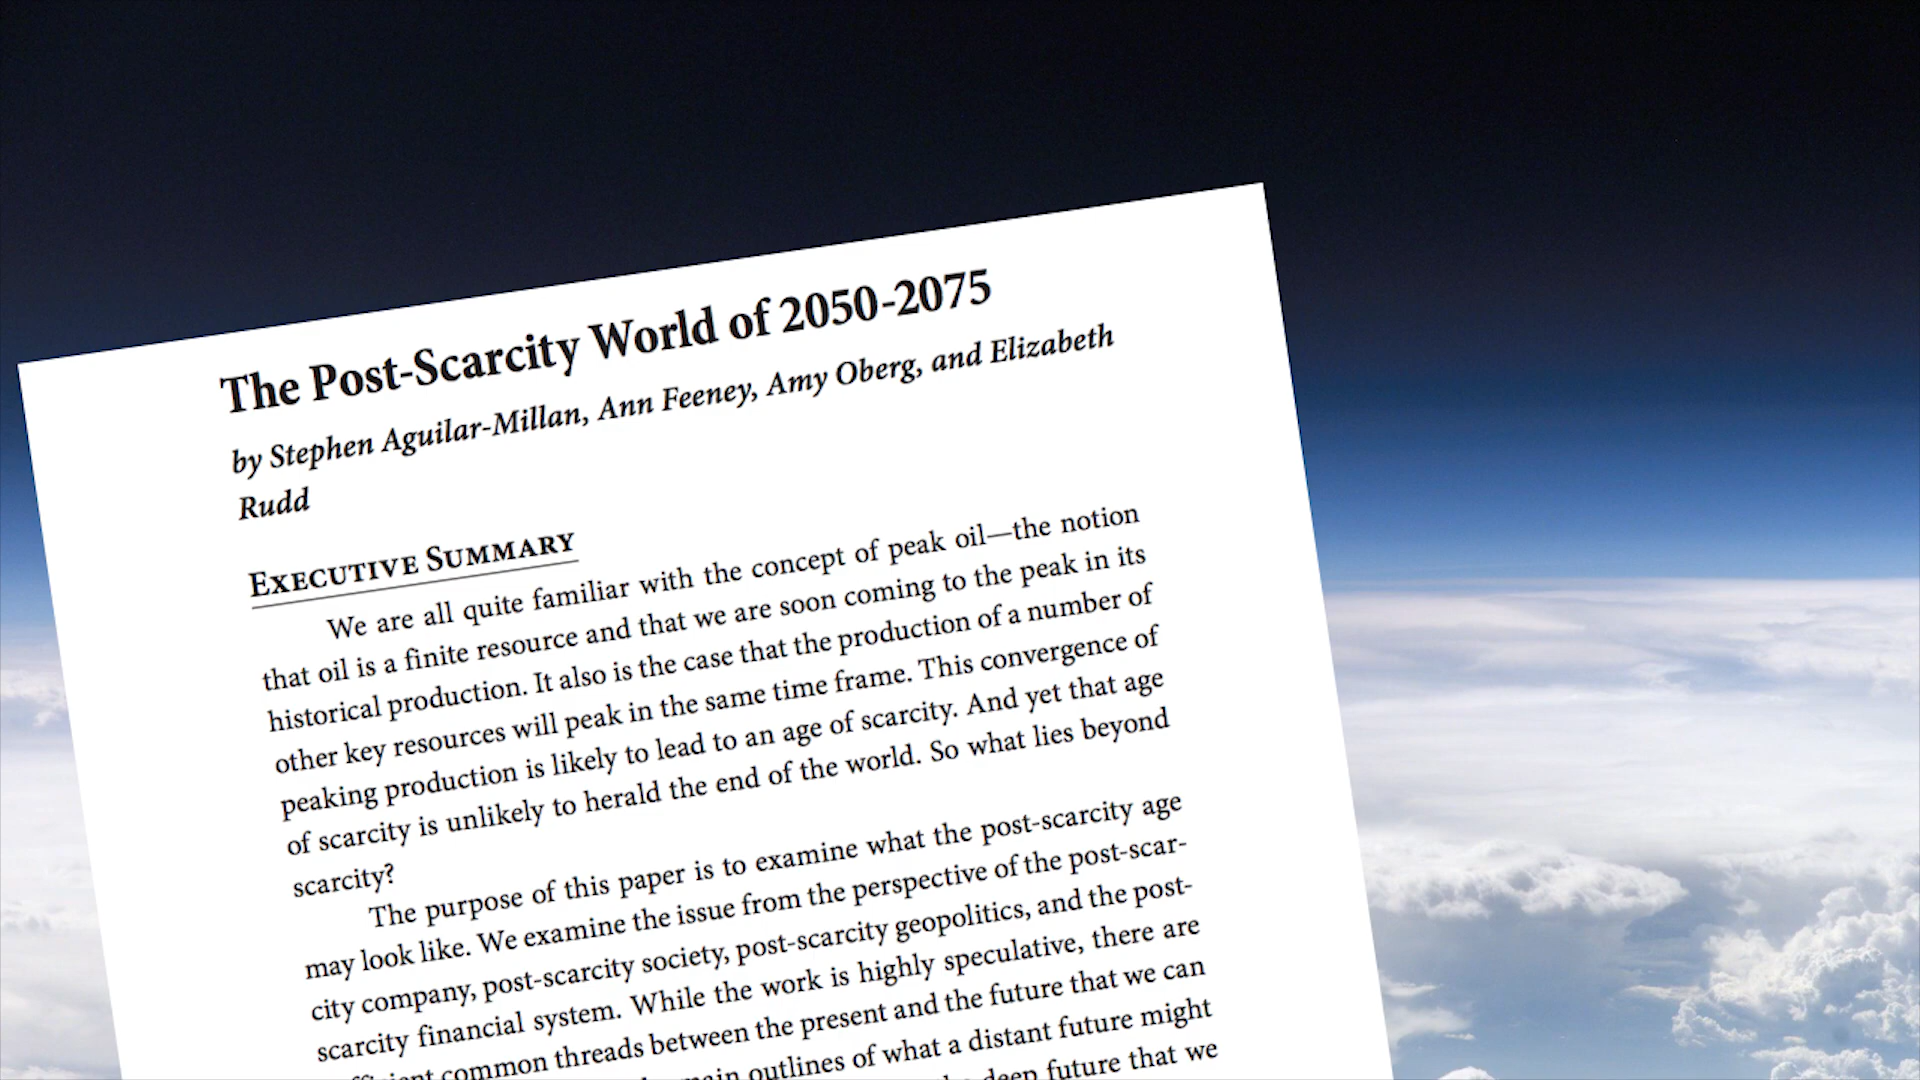 The Post-Scarcity World of 2050-2075
by Stephen Aguilar-Millan, Ann Feeney, Amy Oberg, and Elizabeth
Rudd
Executive Summary
We are all quite familiar with the concept of peak oil—the notion
that oil is a finite resource and that we are soon coming to the peak in its
historical production. It also is the case that the production of a number of
other key resources will peak in the same time frame. This convergence of
peaking production is likely to lead to an age of scarcity. And yet that age
of scarcity is unlikely to herald the end of the world. So what lies beyond
scarcity?
The purpose of this paper is to examine what the post-scarcity age
may look like. We examine the issue from the perspective of the post-scar-
city company, post-scarcity society, post-scarcity geopolitics, and the post-
scarcity financial system. While the work is highly speculative, there are
common threads between the present and the future that we can
outlines of what a distant future might
deep future that we